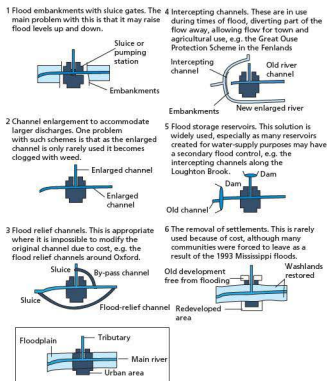 1 Flood embankments with sluice gates. The
main problem with this is that it may raise
flood levels up and down.
Sluice or
pumping
station
Embankments
2 Channel enlargement to accommodate
larger discharges. One problem
with such schemes is that as the enlarged
channel is only rarely used it becomes
clogged with weed.
Enlarged channel
Enlarged
channel
3 Flood relief channels. This is appropriate
where it is impossible to modify the
original channel due to cost, e.g. the
flood relief channels around Oxford.
Sluice
By-pass channel
Sluice
Flood-relief channel
4 Intercepting channels. These are in use
during times of flood, diverting part of the
flow away, allowing flow for town and
agricultural use, e.g. the Great Ouse
Protection Scheme in the Fenlands
Intercepting
channel
Old river
channel
Embankments
New enlarged river
5 Flood storage reservoirs. This solution is
widely used, especially as many reservoirs
created for water-supply purposes may have
a secondary flood control, e.g. the
intercepting channels along the
Loughton Brook.
Dam
Dam
Old channel
6 The removal of settlements. This is rarely
used because of cost, although many
communities were forced to leave as a
result of the 1993 Mississippi floods.
Old development
free from flooding
Washlands
restored
Redeveloped
area
Floodplain
Tributary
Main river
Urban area